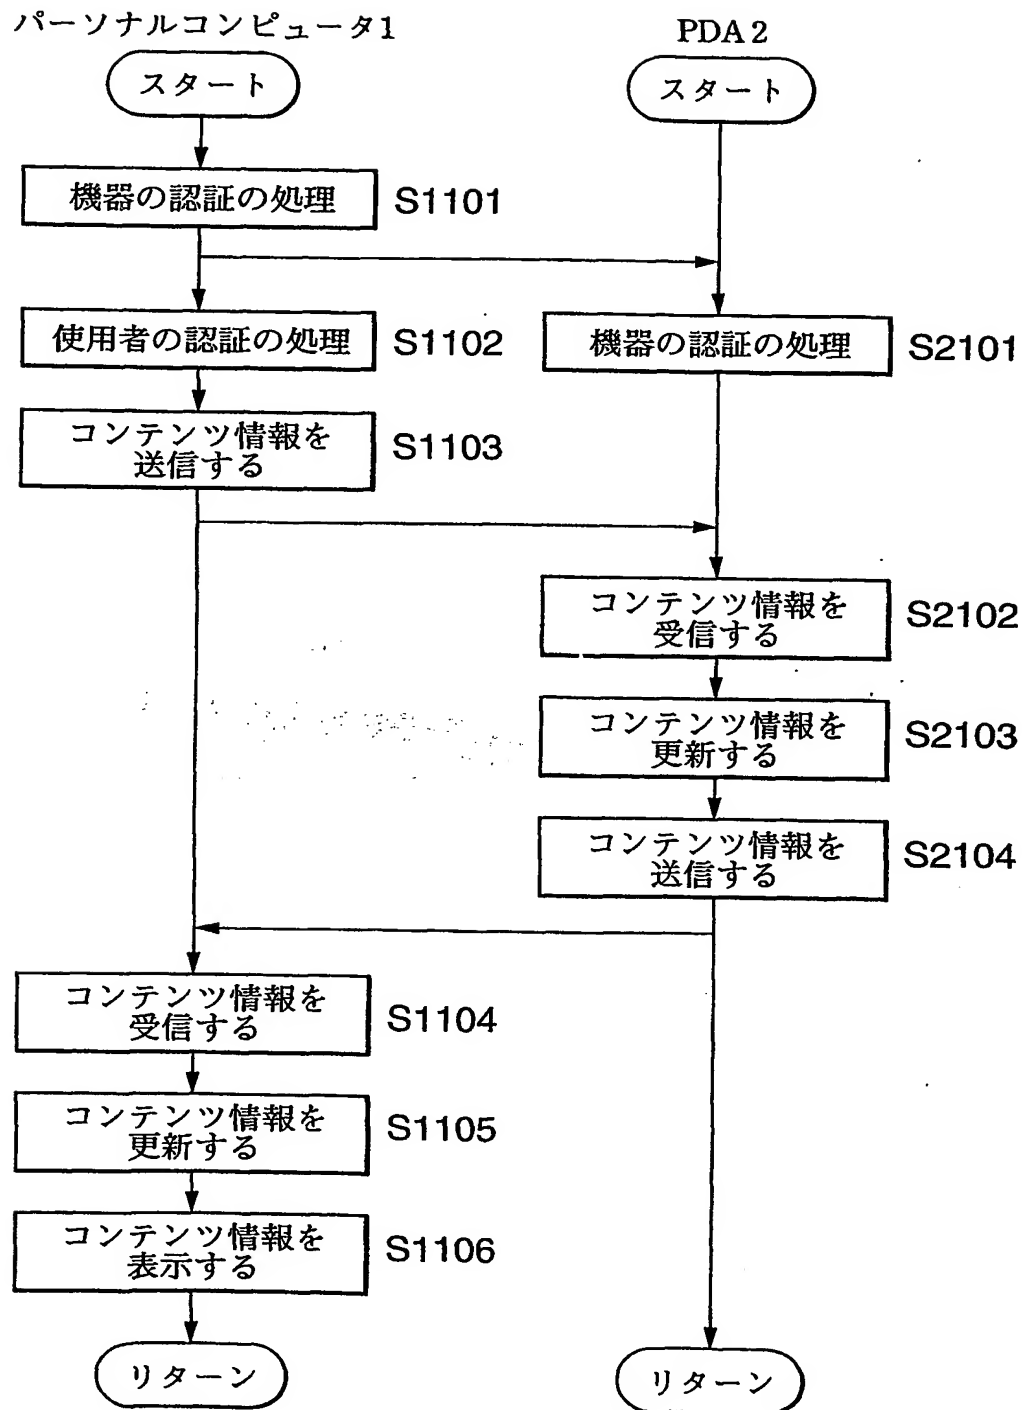 パーソナルコンピュータ1
スタート
機器の認証の処理
S1101
使用者の認証の処理
S1102
コンテンツ情報を
送信する
S1103
コンテンツ情報を
受信する
S1104
コンテンツ情報を
更新する
S1105
コンテンツ情報を
表示する
S1106
リターン
PDA2
スタート
機器の認証の処理
S2101
コンテンツ情報を
受信する
S2102
コンテンツ情報を
更新する
S2103
コンテンツ情報を
送信する
S2104
リターン